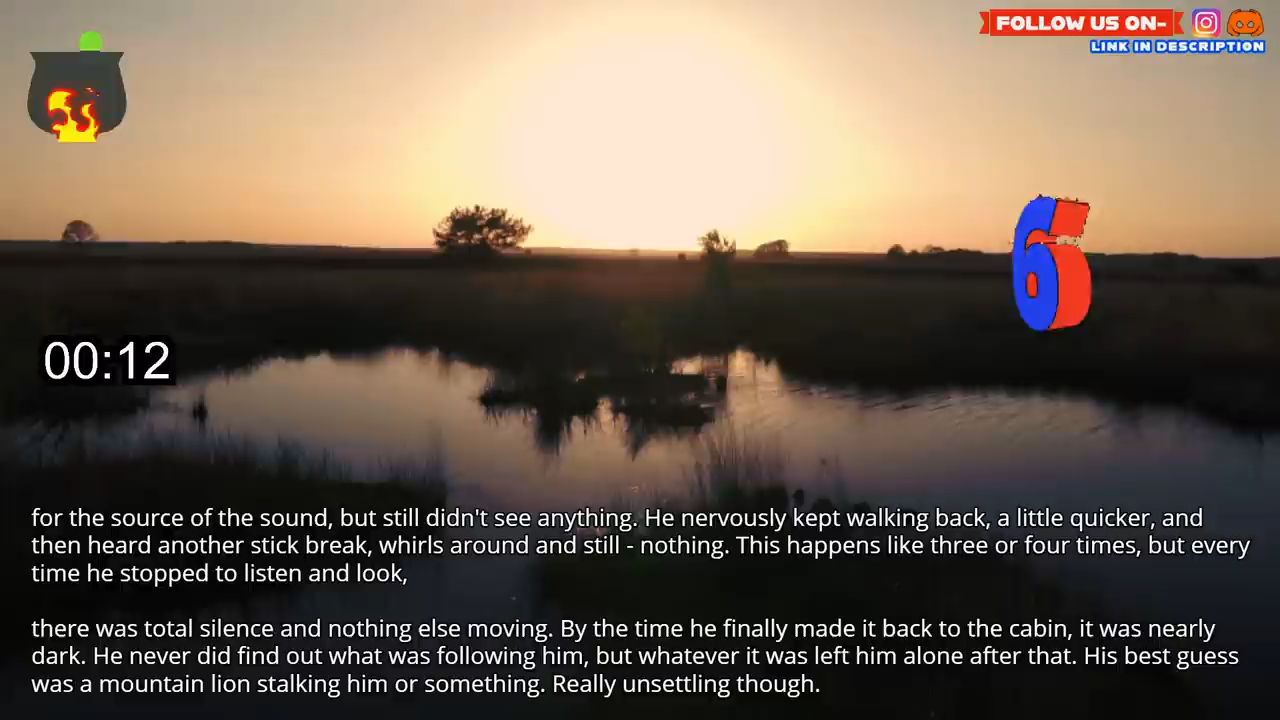 FOLLOW US ON-
LINK IN DESCRIPTION
6
00:12
for the source of the sound, but still didn't see anything. He nervously kept walking back, a little quicker, and
then heard another stick break, whirls around and still - nothing. This happens like three or four times, but every
time he stopped to listen and look,
there was total silence and nothing else moving. By the time he finally made it back to the cabin, it was nearly
dark. He never did find out what was following him, but whatever it was left him alone after that. His best guess
was a mountain lion stalking him or something. Really unsettling though.